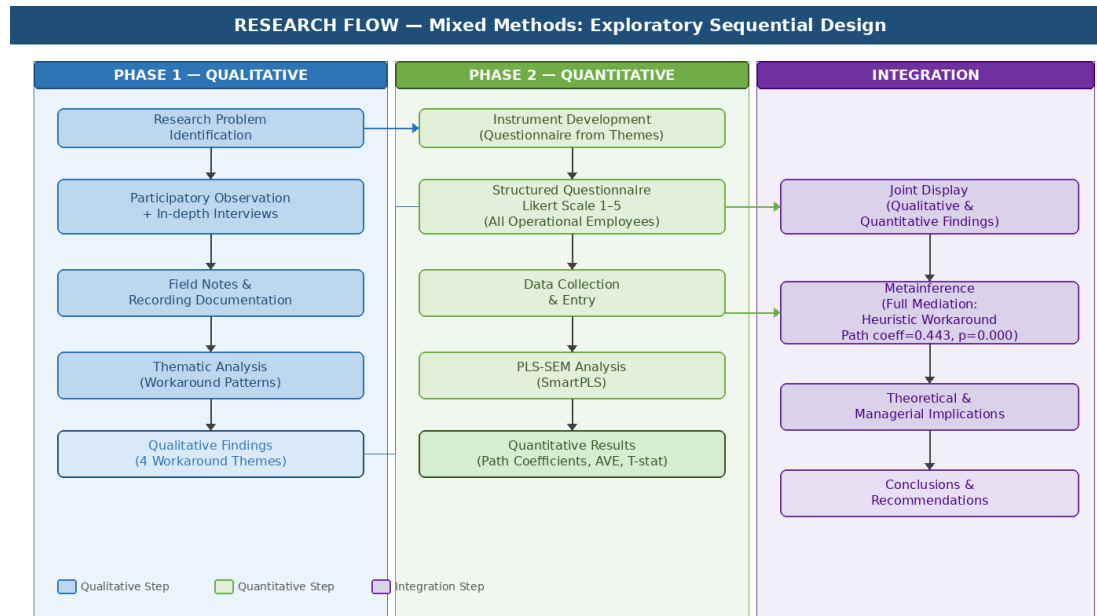 RESEARCH FLOW — Mixed Methods: Exploratory Sequential Design
PHASE 1 — QUALITATIVE
Research Problem
Identification
Participatory Observation
+ In-depth Interviews
Field Notes &
Recording Documentation
Thematic Analysis
(Workaround Patterns)
Qualitative Findings
(4 Workaround Themes)
PHASE 2 — QUANTITATIVE
Instrument Development
(Questionnaire from Themes)
Structured Questionnaire
Likert Scale 1–5
(All Operational Employees)
Data Collection
& Entry
PLS-SEM Analysis
(SmartPLS)
Quantitative Results
(Path Coefficients, AVE, T-stat)
INTEGRATION
Joint Display
(Qualitative &
Quantitative Findings)
Metainference
(Full Mediation:
Heuristic Workaround
Path coeff=0.443, p=0.000)
Theoretical &
Managerial Implications
Conclusions &
Recommendations
Qualitative Step
Quantitative Step
Integration Step